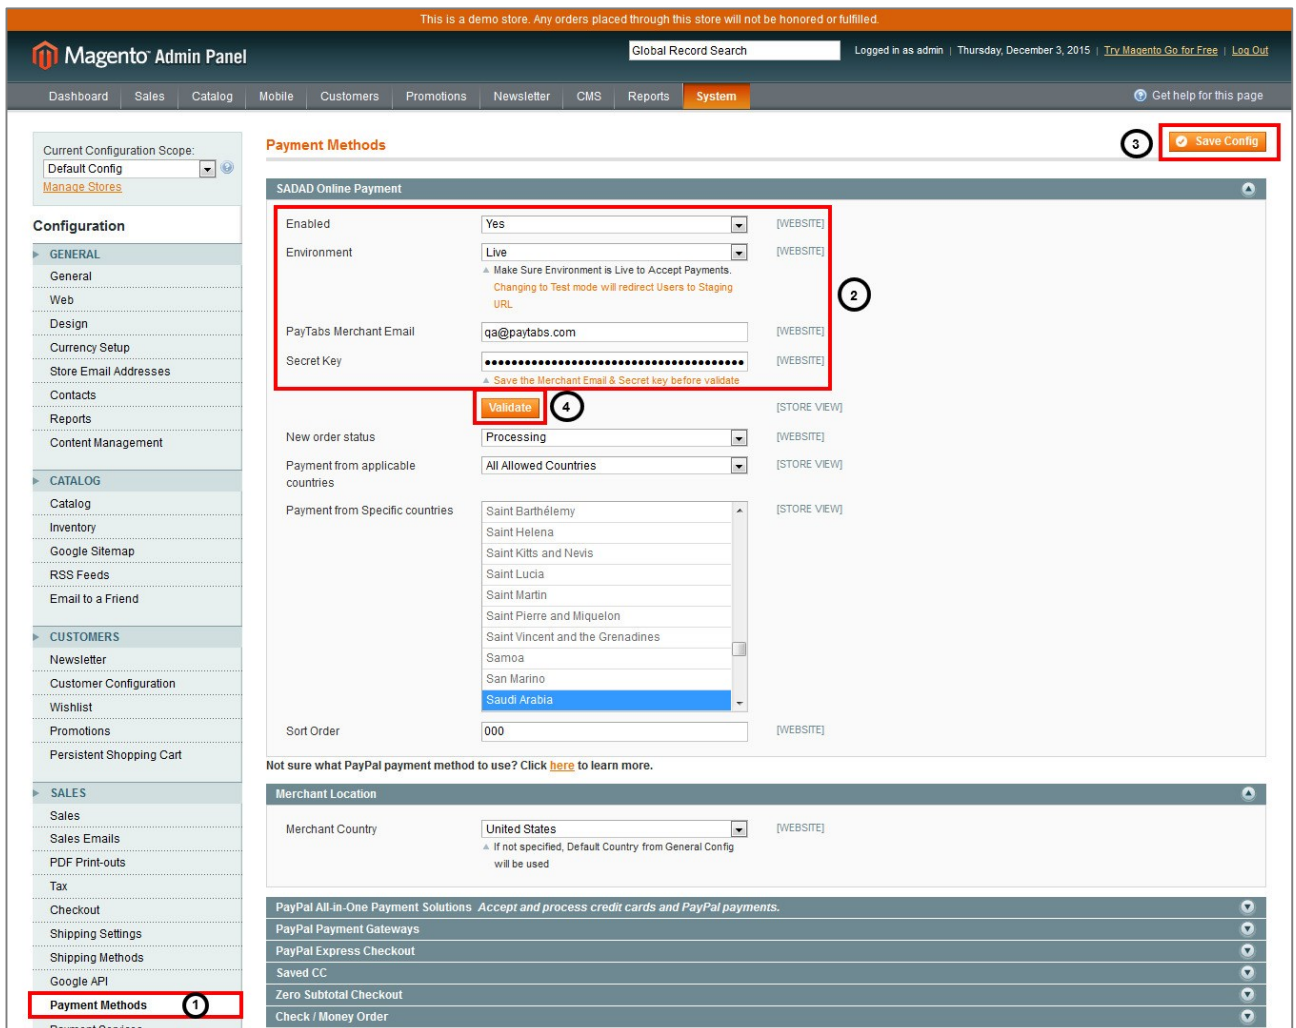 This is a demo store. Any orders placed through this store will not be honored or fulfilled.
Magento Admin Panel
Global Record Search
Logged in as admin | Thursday, December 3, 2015 | Try Magento Go for Free | Log Out
Dashboard Sales Catalog Mobile Customers Promotions Newsletter CMS Reports System
Get help for this page
Current Configuration Scope:
Default Config
Manage Stores
Configuration
GENERAL
General
Web
Design
Currency Setup
Store Email Addresses
Contacts
Reports
Content Management
CATALOG
Catalog
Inventory
Google Sitemap
RSS Feeds
Email to a Friend
CUSTOMERS
Newsletter
Customer Configuration
Wishlist
Promotions
Persistent Shopping Cart
SALES
Sales
Sales Emails
PDF Print-outs
Tax
Checkout
Shipping Settings
Shipping Methods
Google API
Payment Methods 1
Payment Services
Payment Methods
3 Save Config
SADAD Online Payment
Enabled Yes [WEBSITE]
Environment Live [WEBSITE]
Make Sure Environment is Live to Accept Payments.
Changing to Test mode will redirect Users to Staging
URL
2
PayTabs Merchant Email qa@paytabs.com [WEBSITE]
Secret Key •••••••••••••••••••••••••••••••••••••••• [WEBSITE]
Save the Merchant Email & Secret key before validate
Validate 4 [STORE VIEW]
New order status Processing [WEBSITE]
Payment from applicable All Allowed Countries [STORE VIEW]
countries
Payment from Specific countries Saint Barthélemy [STORE VIEW]
Saint Helena
Saint Kitts and Nevis
Saint Lucia
Saint Martin
Saint Pierre and Miquelon
Saint Vincent and the Grenadines
Samoa
San Marino
Saudi Arabia
Sort Order 000 [WEBSITE]
Not sure what PayPal payment method to use? Click here to learn more.
Merchant Location
Merchant Country United States [WEBSITE]
If not specified, Default Country from General Config
will be used
PayPal All-in-One Payment Solutions Accept and process credit cards and PayPal payments.
PayPal Payment Gateways
PayPal Express Checkout
Saved CC
Zero Subtotal Checkout
Check / Money Order